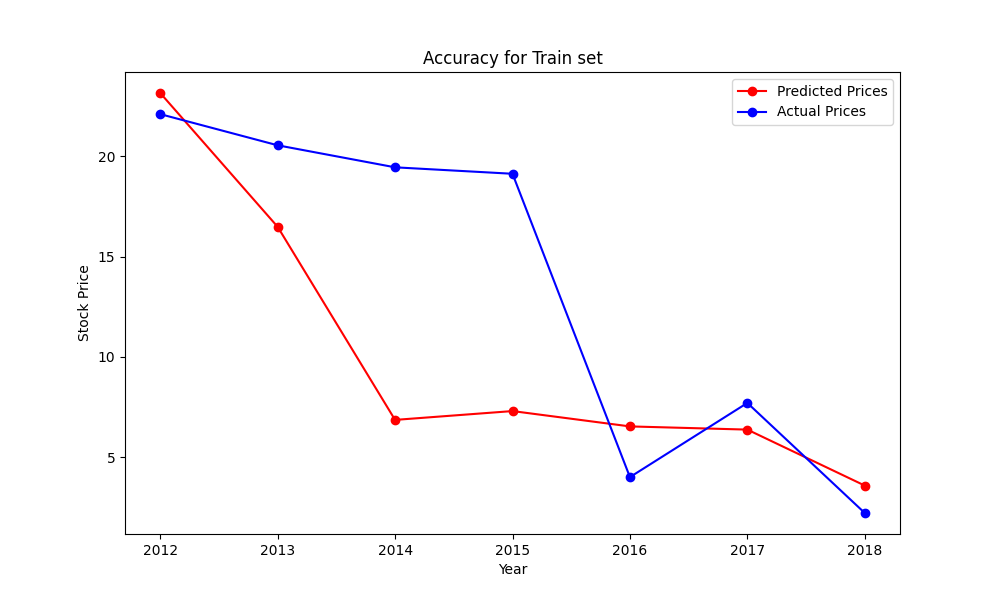 Accuracy for Train set
Predicted Prices
Actual Prices
Stock Price
20
15
10
5
2012 2013 2014 2015 2016 2017 2018
Year